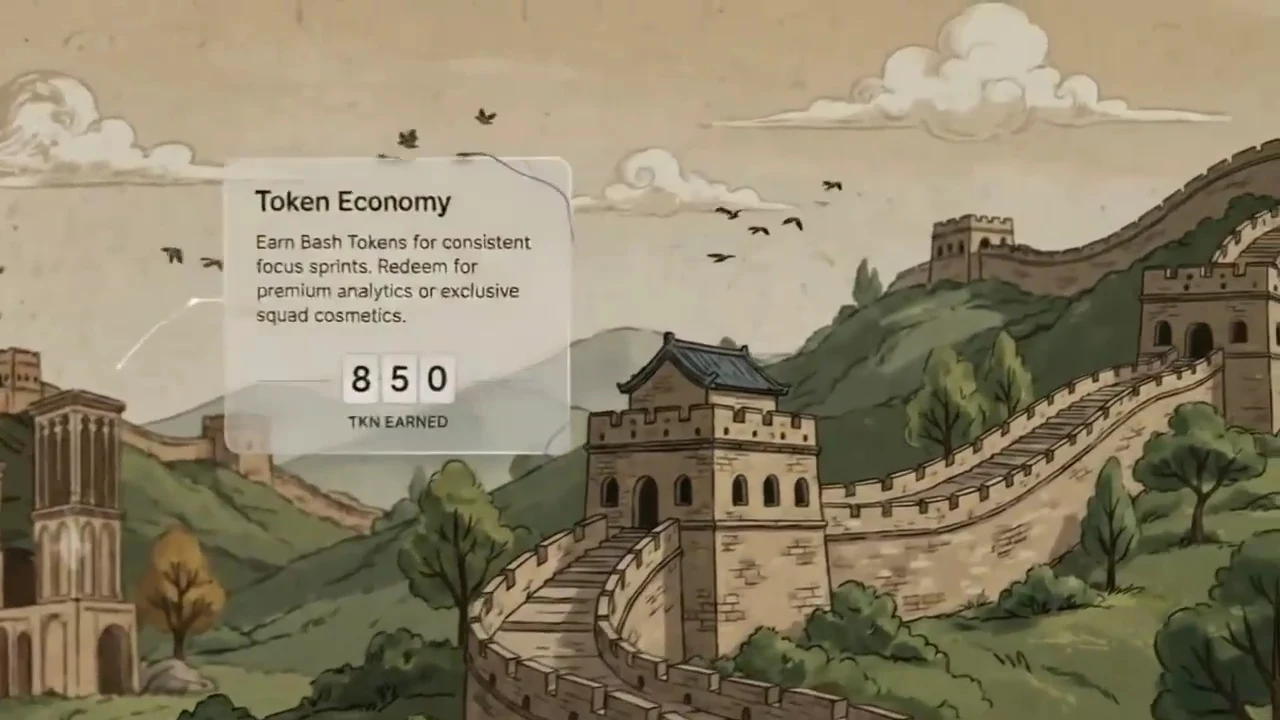 Token Economy
Earn Bash Tokens for consistent
focus sprints. Redeem for
premium analytics or exclusive
squad cosmetics.
850
TKN EARNED